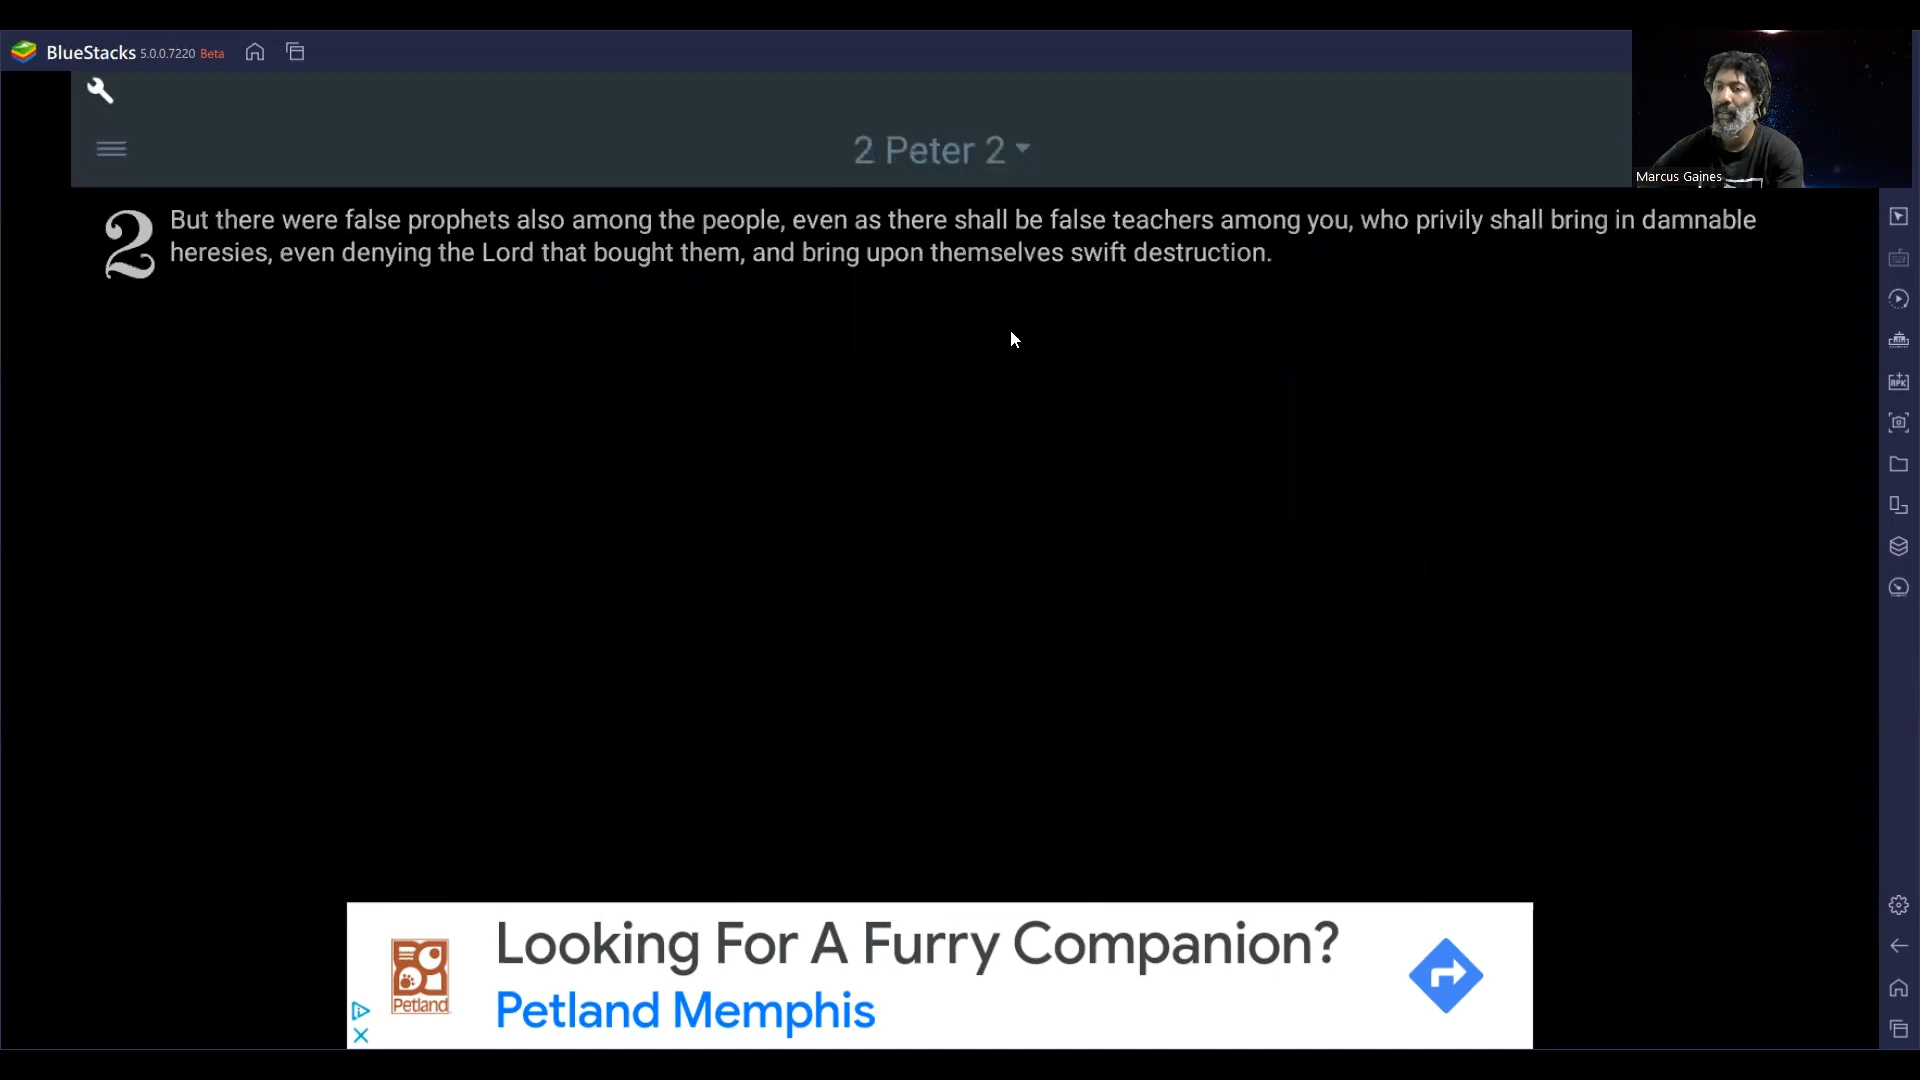 BlueStacks 5.0.0.7220 Beta
2 Peter 2
Marcus Gaines
2 But there were false prophets also among the people, even as there shall be false teachers among you, who privily shall bring in damnable
heresies, even denying the Lord that bought them, and bring upon themselves swift destruction.
Looking For A Furry Companion?
Petland
Petland Memphis